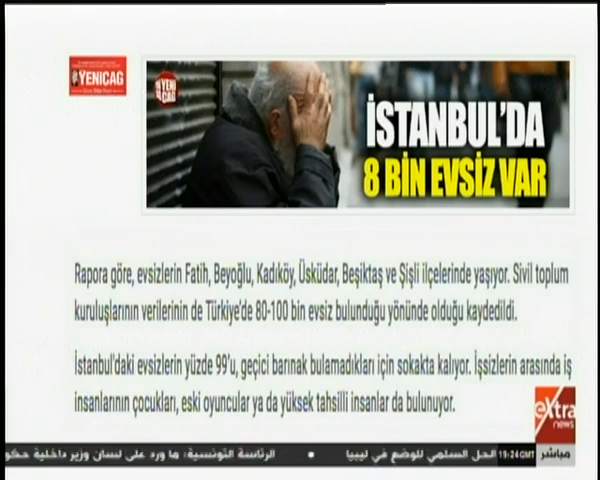 YENİÇAĞ
YENİ
ÇAĞ
İSTANBUL'DA
8 BİN EVSİZ VAR
Rapora göre, evsizlerin Fatih, Beyoğlu, Kadıköy, Üsküdar, Beşiktaş ve Şişli ilçelerinde yaşıyor. Sivil toplum
kuruluşlarının verilerinin de Türkiye'de 80-100 bin evsiz bulunduğu yönünde olduğu kaydedildi.
İstanbul'daki evsizlerin yüzde 99'u, geçici barınak bulamadıkları için sokakta kalıyor. İşsizlerin arasında iş
insanlarının çocukları, eski oyuncular ya da yüksek tahsilli insanlar da bulunuyor.
eXtra
news
مباشر
19:24GMT
الحل السلمي للوضع في ليبيا • الرئاسة التونسية: ما ورد على لسان وزير داخلية